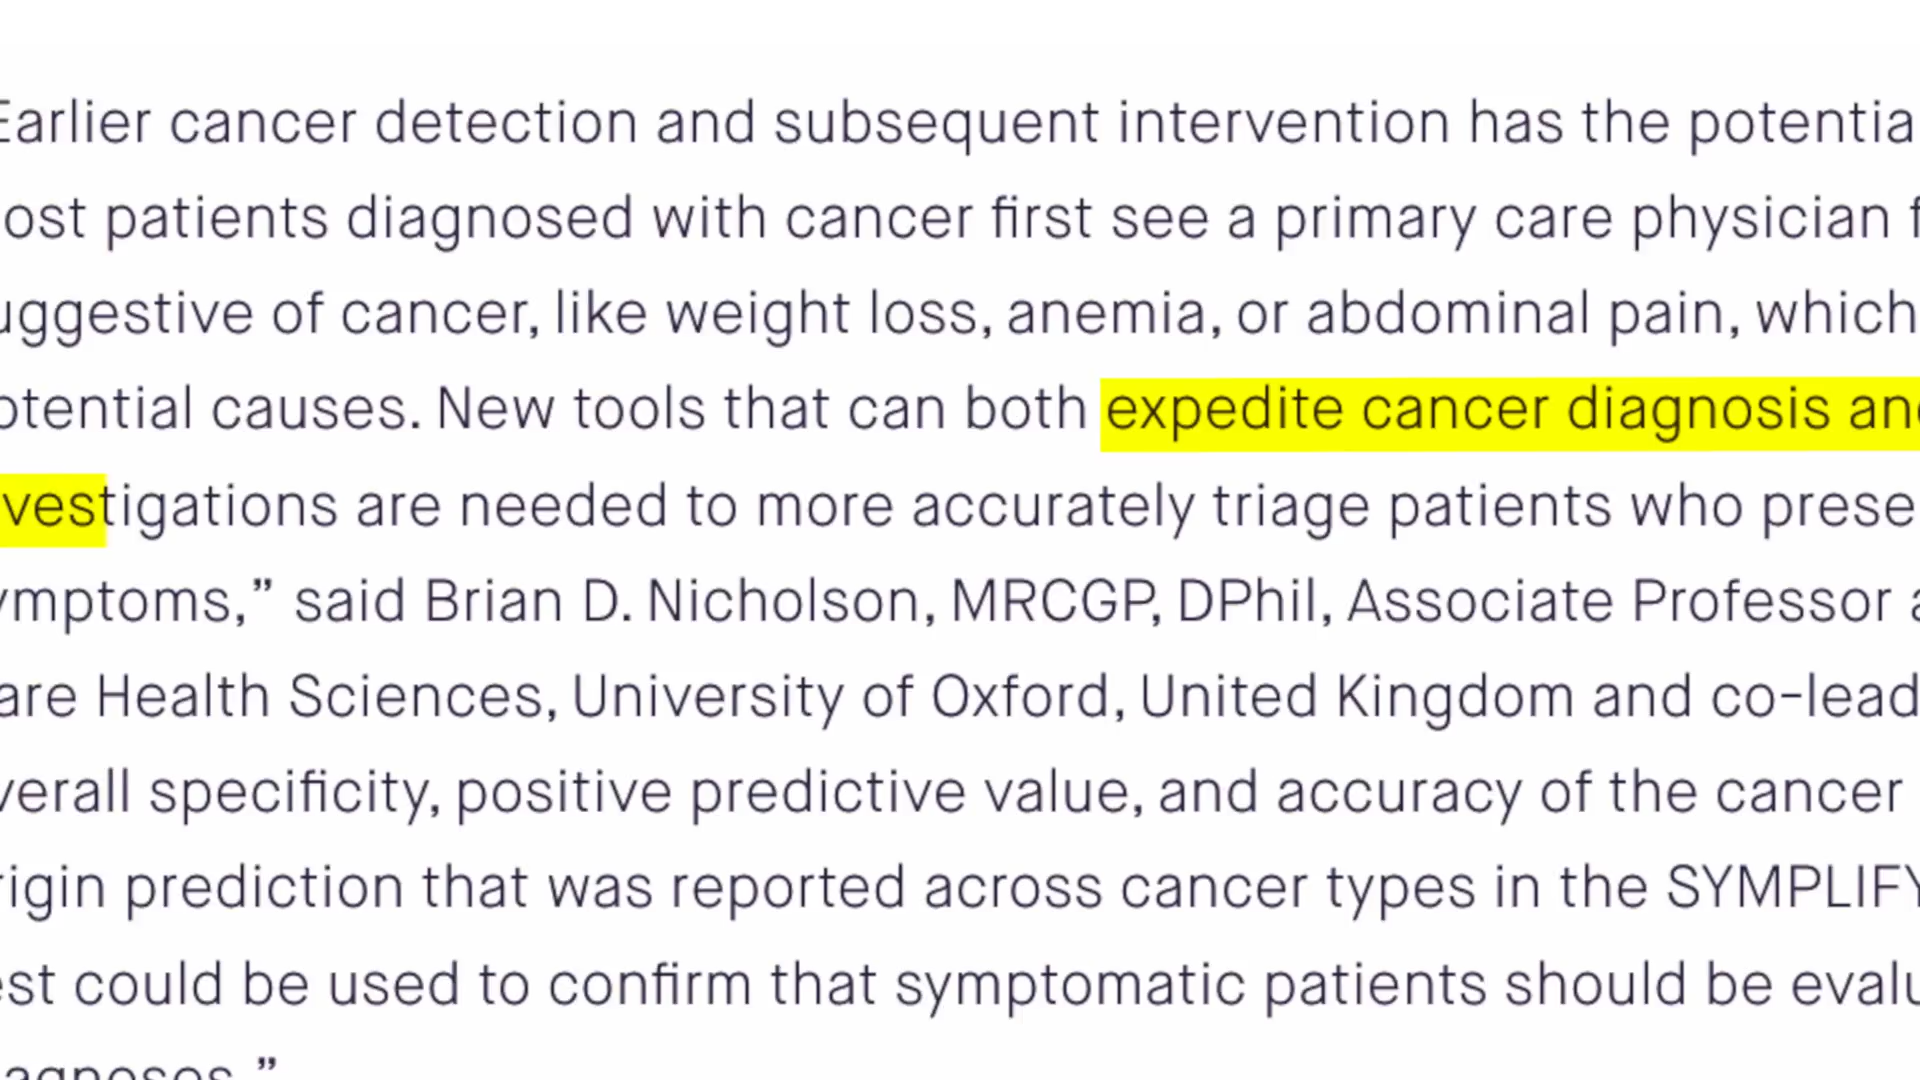 Earlier cancer detection and subsequent intervention has the potentia
ost patients diagnosed with cancer first see a primary care physician f
uggestive of cancer, like weight loss, anemia, or abdominal pain, which
otential causes. New tools that can both expedite cancer diagnosis and
vestigations are needed to more accurately triage patients who prese
ymptoms,” said Brian D. Nicholson, MRCGP, DPhil, Associate Professor a
are Health Sciences, University of Oxford, United Kingdom and co-lead
verall specificity, positive predictive value, and accuracy of the cancer
rigin prediction that was reported across cancer types in the SYMPLIFY
est could be used to confirm that symptomatic patients should be evalu
agnoses.”